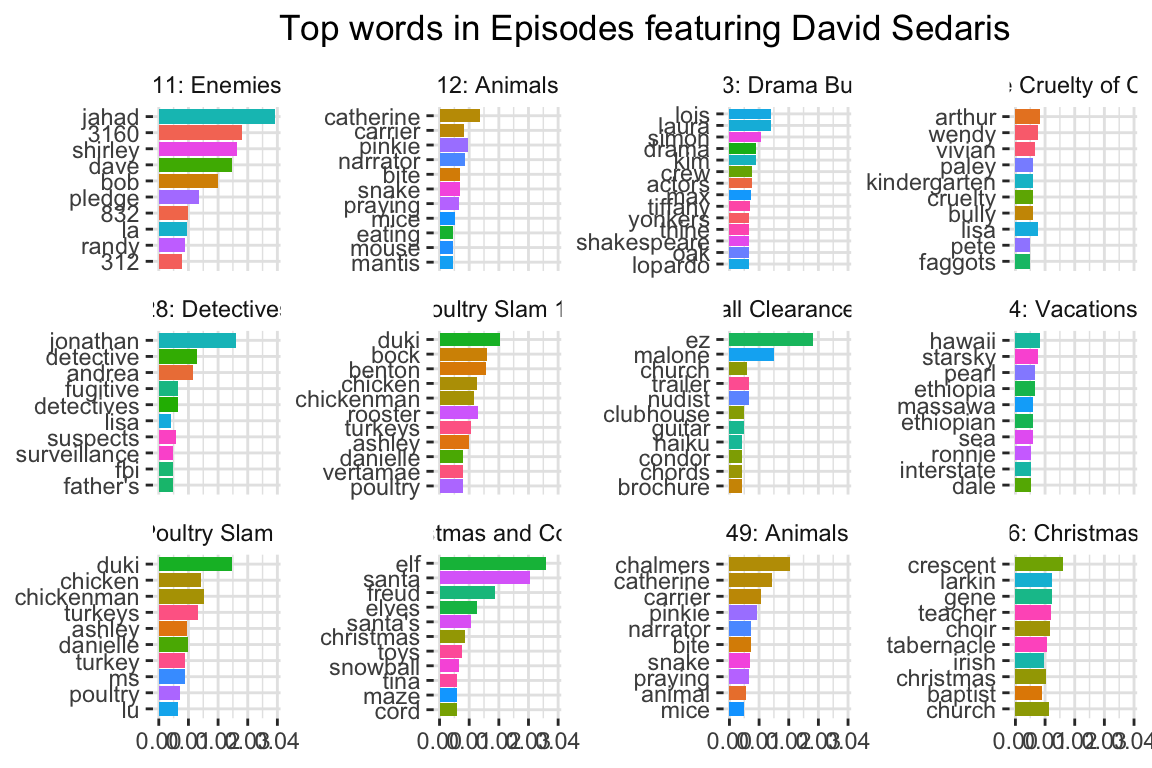 Top words in Episodes featuring David Sedaris
11: Enemies
jahad
3160
shirley
dave
bob
pledge
832
la
randy
312
12: Animals
catherine
carrier
pinkie
narrator
bite
snake
praying
mice
eating
mouse
mantis
3: Drama Bu
lois
laura
simon
drama
kim
crew
actors
max
tiffany
yonkers
thine
shakespeare
oak
lopardo
Cruelty of C
arthur
wendy
vivian
paley
kindergarten
cruelty
bully
lisa
pete
faggots
28: Detective
jonathan
detective
andrea
fugitive
detectives
lisa
suspects
surveillance
fbi
father's
oultry Slam 1
duki
bock
benton
chicken
chickenman
rooster
turkeys
ashley
danielle
vertamae
poultry
all Clearance
ez
malone
church
trailer
nudist
clubhouse
guitar
haiku
condor
chords
brochure
4: Vacations
hawaii
starsky
pearl
ethiopia
massawa
ethiopian
sea
ronnie
interstate
dale
Poultry Slam
duki
chicken
chickenman
turkeys
ashley
danielle
turkey
ms
poultry
lu
stmas and Co
elf
santa
freud
elves
santa's
christmas
toys
snowball
tina
maze
cord
49: Animals
chalmers
catherine
carrier
pinkie
narrator
bite
snake
praying
animal
mice
6: Christmas
crescent
larkin
gene
teacher
choir
tabernacle
irish
christmas
baptist
church
0.00 0.01 0.02 0.03 0.04
0.00 0.01 0.02 0.03 0.04
0.00 0.01 0.02 0.03 0.04
0.00 0.01 0.02 0.03 0.04